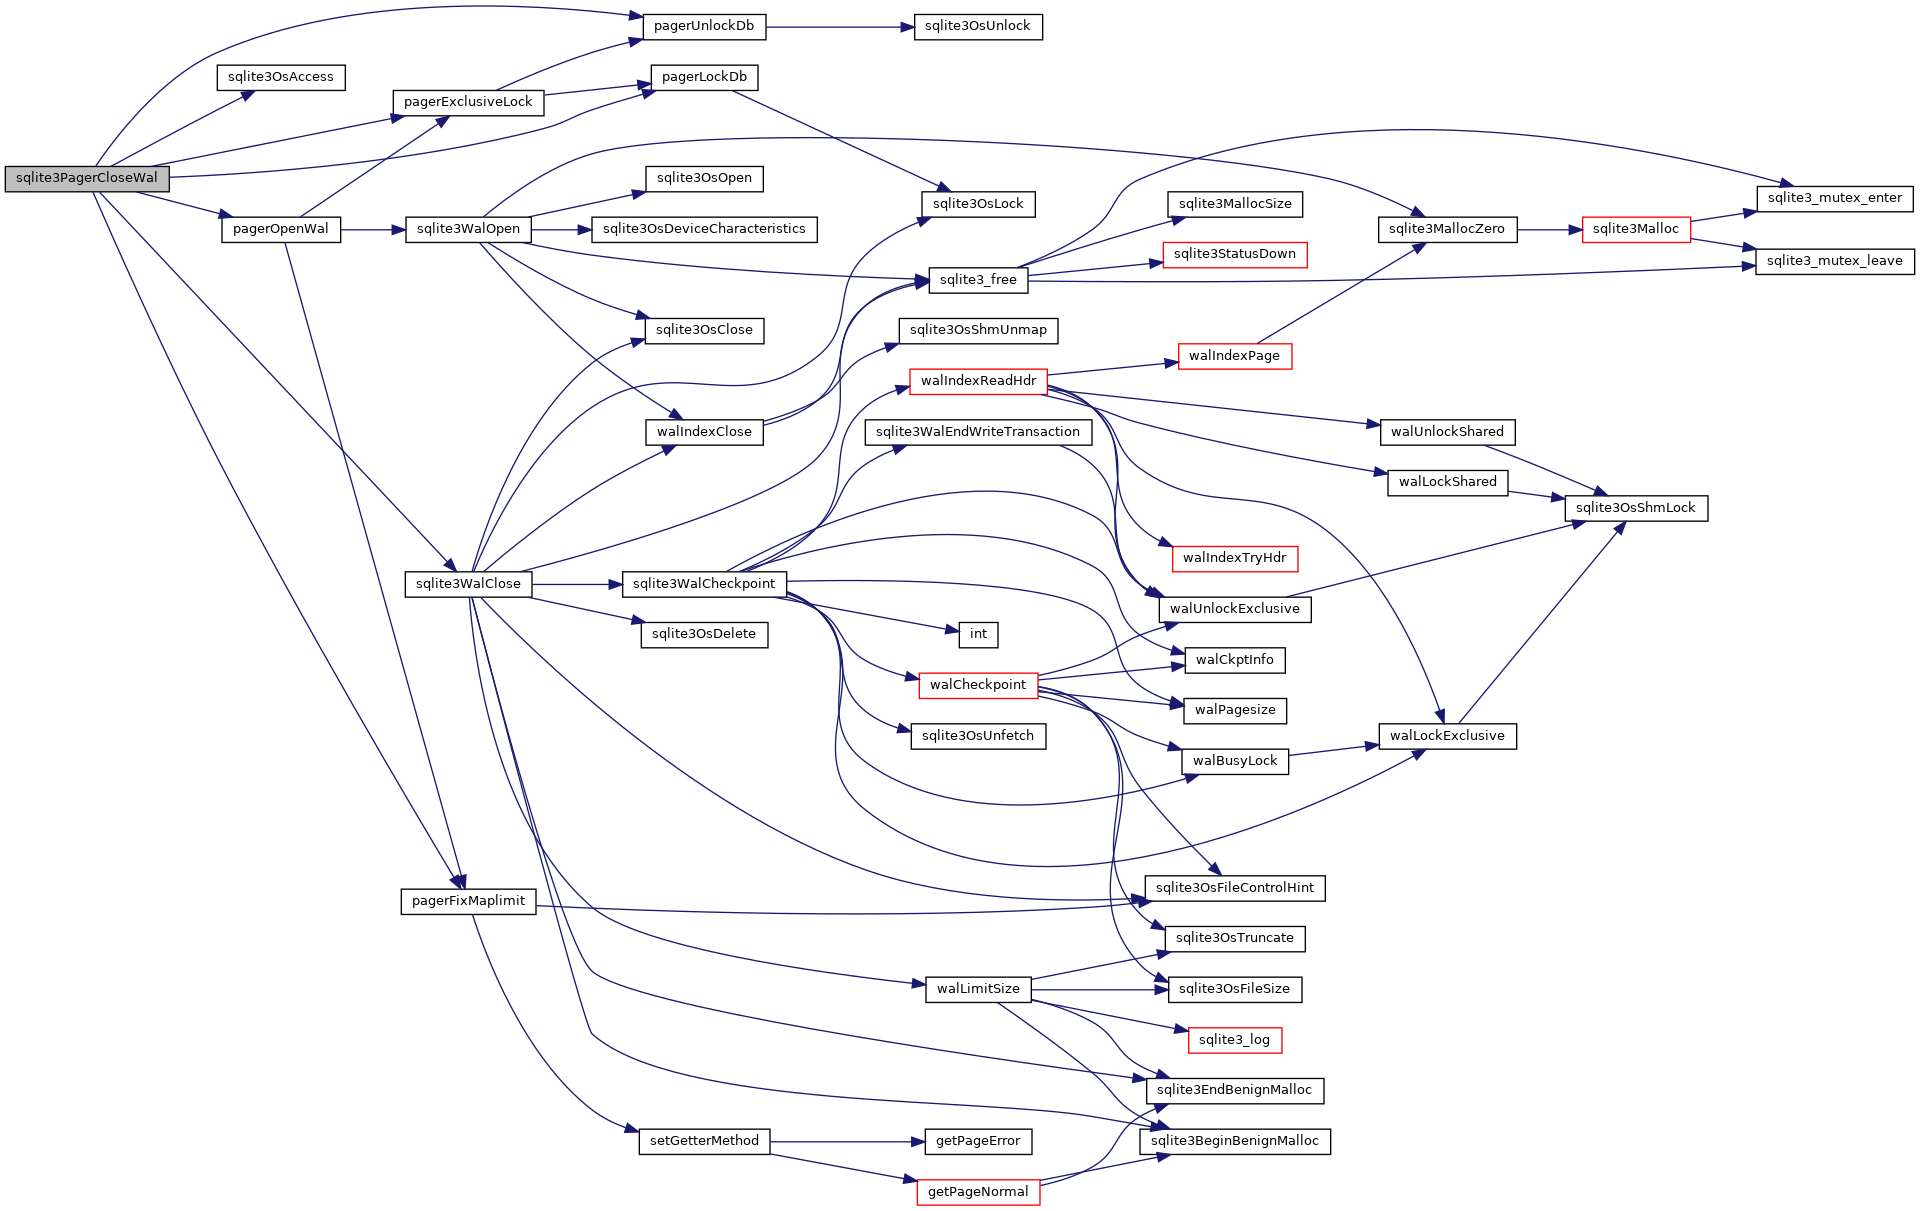 sqlite3PagerCloseWal
sqlite3OsAccess
pagerOpenWal
pagerExclusiveLock
sqlite3WalOpen
sqlite3WalClose
pagerFixMaplimit
pagerUnlockDb
pagerLockDb
sqlite3OsOpen
sqlite3OsDeviceCharacteristics
sqlite3OsClose
walIndexClose
sqlite3WalCheckpoint
sqlite3OsDelete
setGetterMethod
sqlite3OsUnlock
sqlite3OsLock
sqlite3_free
sqlite3OsShmUnmap
walIndexReadHdr
sqlite3WalEndWriteTransaction
int
walCheckpoint
sqlite3OsUnfetch
walLimitSize
getPageError
getPageNormal
sqlite3MallocSize
sqlite3StatusDown
walIndexPage
walIndexTryHdr
walUnlockExclusive
walCkptInfo
walPagesize
walBusyLock
sqlite3OsFileControlHint
sqlite3OsTruncate
sqlite3OsFileSize
sqlite3_log
sqlite3EndBenignMalloc
sqlite3BeginBenignMalloc
sqlite3MallocZero
walUnlockShared
walLockShared
walLockExclusive
sqlite3Malloc
sqlite3OsShmLock
sqlite3_mutex_enter
sqlite3_mutex_leave